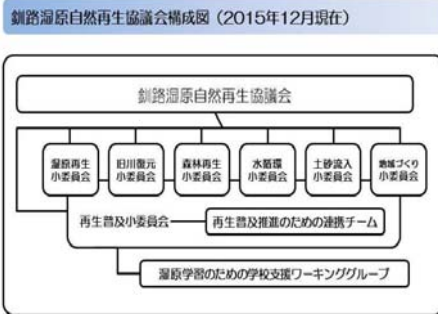 釧路湿原自然再生協議会構成図（2015年12月現在）
釧路湿原自然再生協議会
湿原再生
小委員会
旧川復元
小委員会
森林再生
小委員会
水循環
小委員会
土砂流入
小委員会
地域づくり
小委員会
再生普及小委員会
再生普及推進のための連携チーム
湿原学習のための学校支援ワーキンググループ